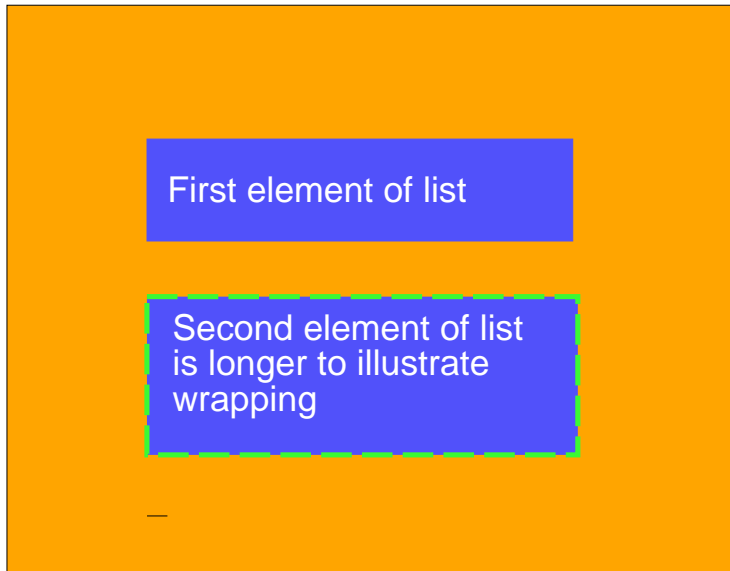 First element of list
Second element of list
is longer to illustrate
wrapping